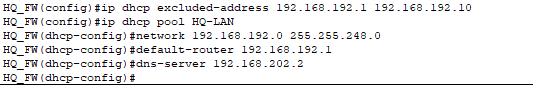 HQ_FW(config)#ip dhcp excluded-address 192.168.192.1 192.168.192.10
HQ_FW(config)#ip dhcp pool HQ-LAN
HQ_FW(dhcp-config)#network 192.168.192.0 255.255.248.0
HQ_FW(dhcp-config)#default-router 192.168.192.1
HQ_FW(dhcp-config)#dns-server 192.168.202.2
HQ_FW(dhcp-config)#